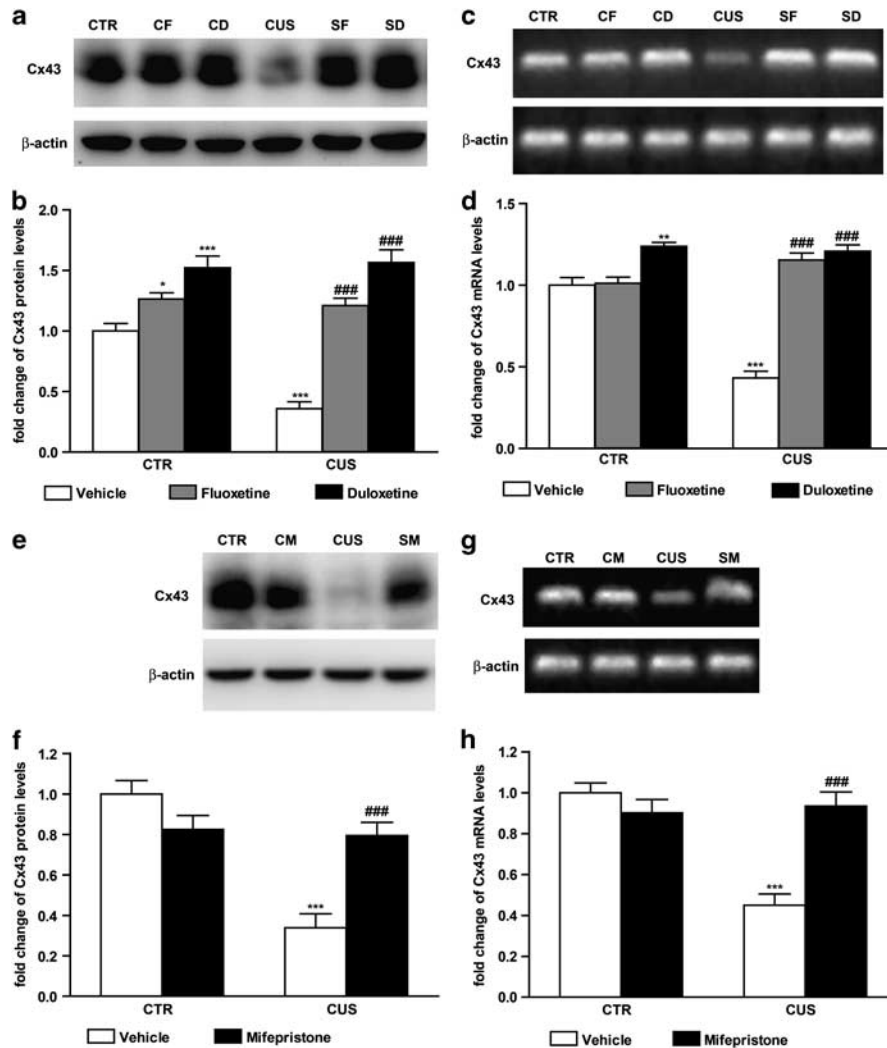 a
CTR CF CD CUS SF SD
Cx43
β-actin
b
fold change of Cx43 protein levels
2.0
1.5
1.0
0.5
0.0
* *** *** ### ###
CTR CUS
Vehicle Fluoxetine Duloxetine
c
CTR CF CD CUS SF SD
Cx43
β-actin
d
fold change of Cx43 mRNA levels
1.5
1.0
0.5
0.0
** *** ### ###
CTR CUS
Vehicle Fluoxetine Duloxetine
e
CTR CM CUS SM
Cx43
β-actin
f
fold change of Cx43 protein levels
1.2
1.0
0.8
0.6
0.4
0.2
0.0
*** ###
CTR CUS
Vehicle Mifepristone
g
CTR CM CUS SM
Cx43
β-actin
h
fold change of Cx43 mRNA levels
1.2
1.0
0.8
0.6
0.4
0.2
0.0
*** ###
CTR CUS
Vehicle Mifepristone